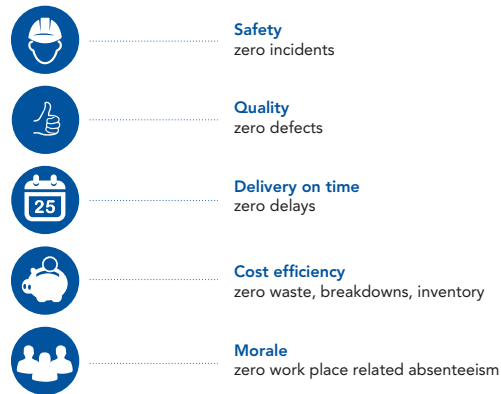 Safety
zero incidents
Quality
zero defects
25
Delivery on time
zero delays
Cost efficiency
zero waste, breakdowns, inventory
Morale
zero work place related absenteeism